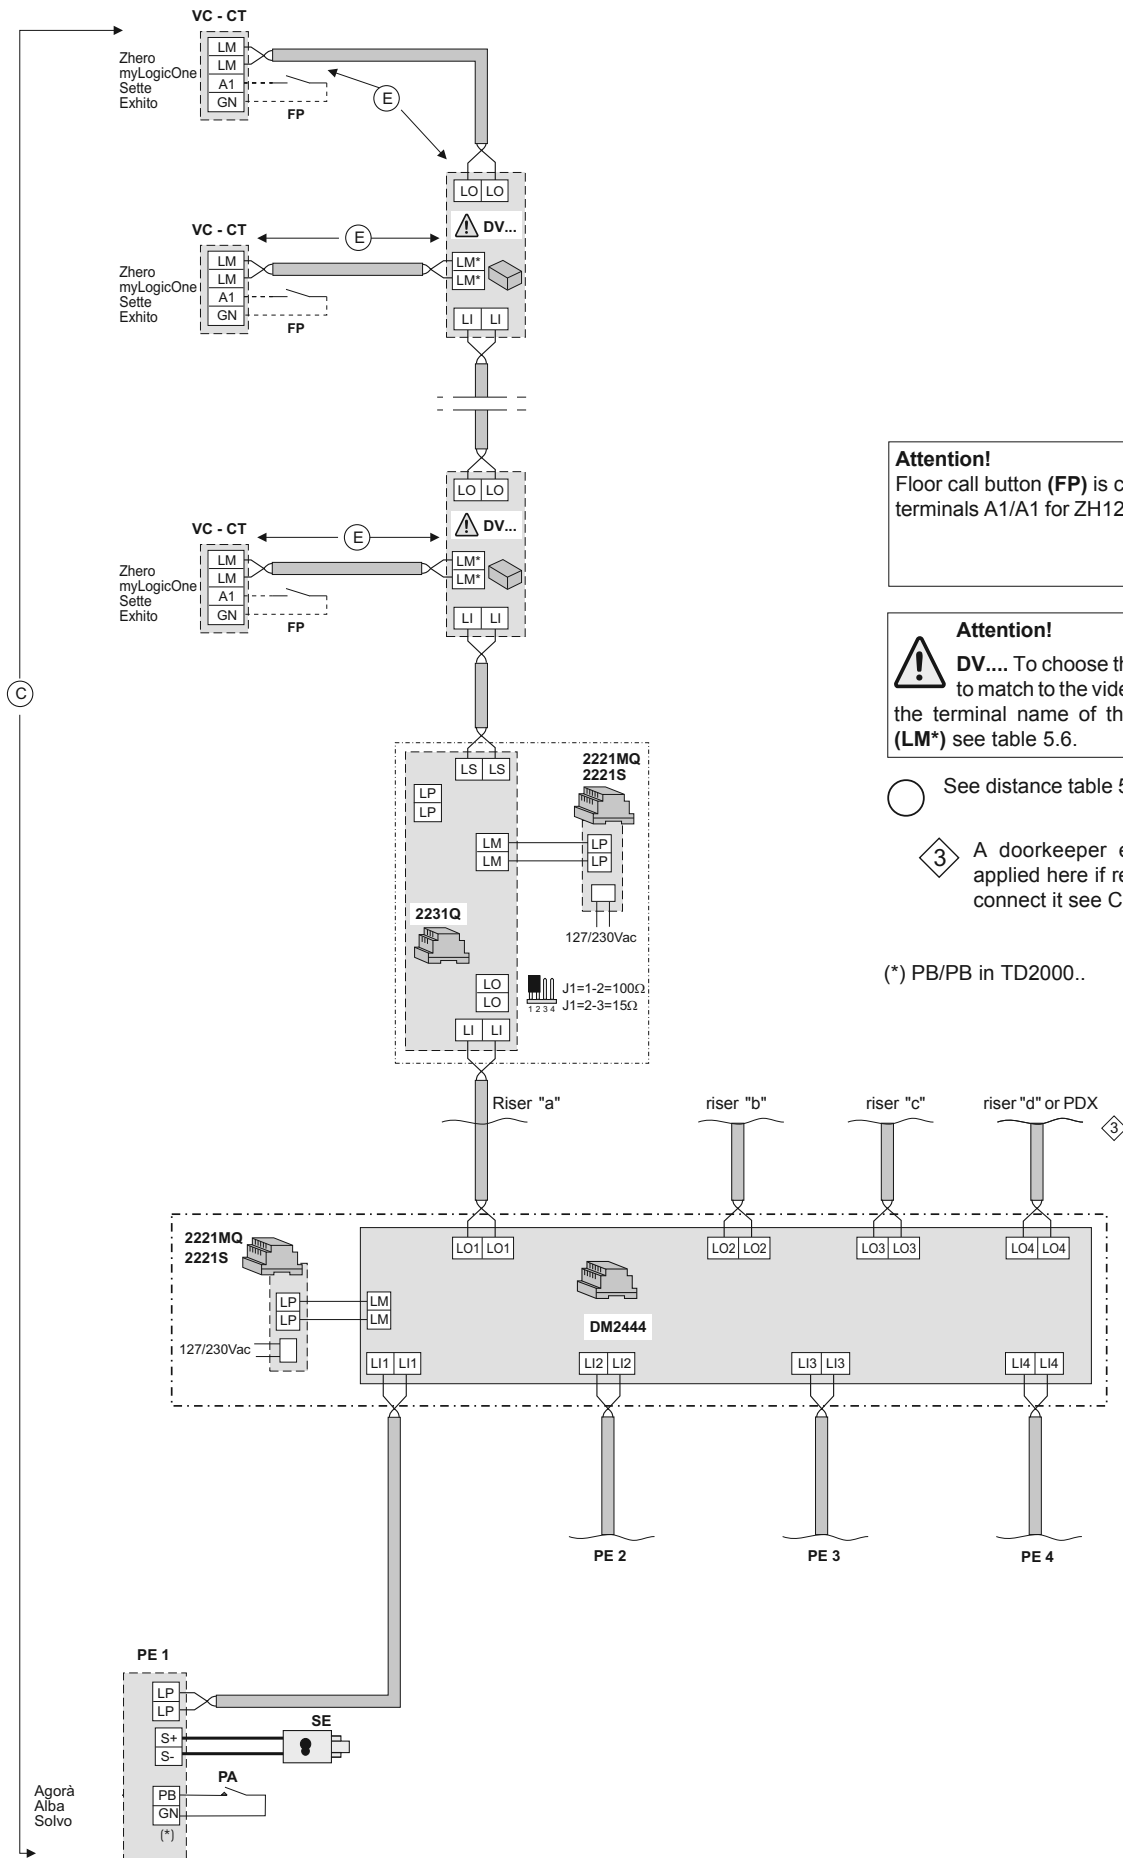 VC - CT
Zhero
myLogicOne
Sette
Exhito
LM
LM
A1
GN
FP
E
LO LO
DV...
VC - CT
E
Zhero
myLogicOne
Sette
Exhito
LM
LM
A1
GN
FP
LM*
LM*
LI LI
LO LO
DV...
VC - CT
E
Zhero
myLogicOne
Sette
Exhito
LM
LM
A1
GN
FP
LM*
LM*
LI LI
C
Attention!
Floor call button (FP) is c
terminals A1/A1 for ZH12
Attention!
DV.... To choose th
to match to the vide
the terminal name of th
(LM*) see table 5.6.
See distance table 5
3 A doorkeeper e
applied here if re
connect it see C
(*) PB/PB in TD2000..
LS LS
LP
LP
2221MQ
2221S
LM
LM
LP
LP
127/230Vac
2231Q
LO
LO
1 2 3 4
J1=1-2=100Ω
J1=2-3=15Ω
LI LI
Riser "a"
riser "b"
riser "c"
riser "d" or PDX
3
2221MQ
2221S
LO1 LO1
LO2 LO2
LO3 LO3
LO4 LO4
LP
LP
LM
LM
127/230Vac
DM2444
LI1 LI1
LI2 LI2
LI3 LI3
LI4 LI4
PE 2
PE 3
PE 4
PE 1
LP
LP
S+
S-
SE
PA
PB
GN
(*)
Agorà
Alba
Solvo